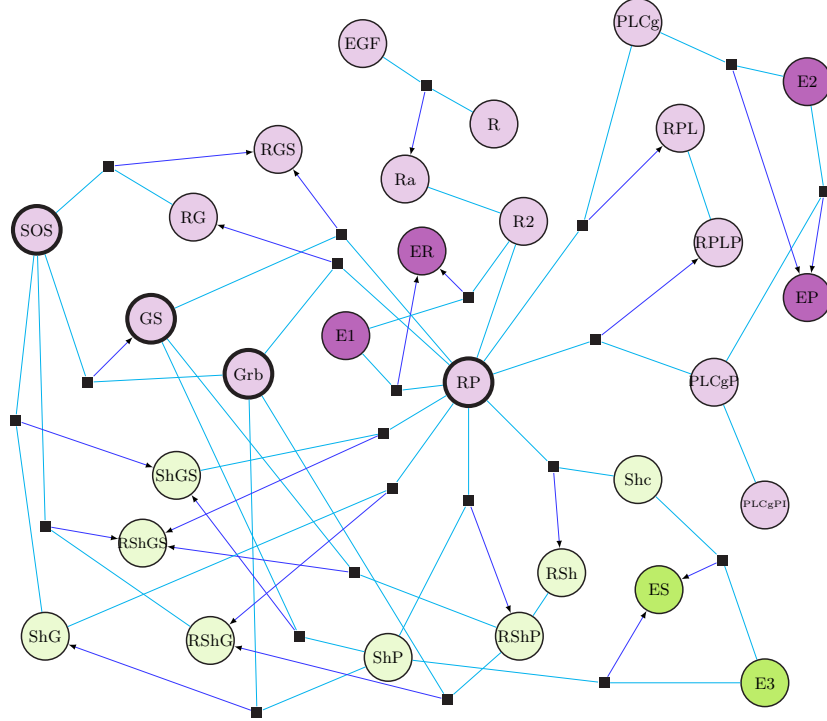 PLCg
EGF
E2
R
RPL
RGS
Ra
RG
R2
SOS
RPLP
ER
EP
GS
E1
Grb
RP
PLCgP
ShGS
Shc
PLCgPI
RShGS
RSh
ES
ShG
RShG
RShP
ShP
E3